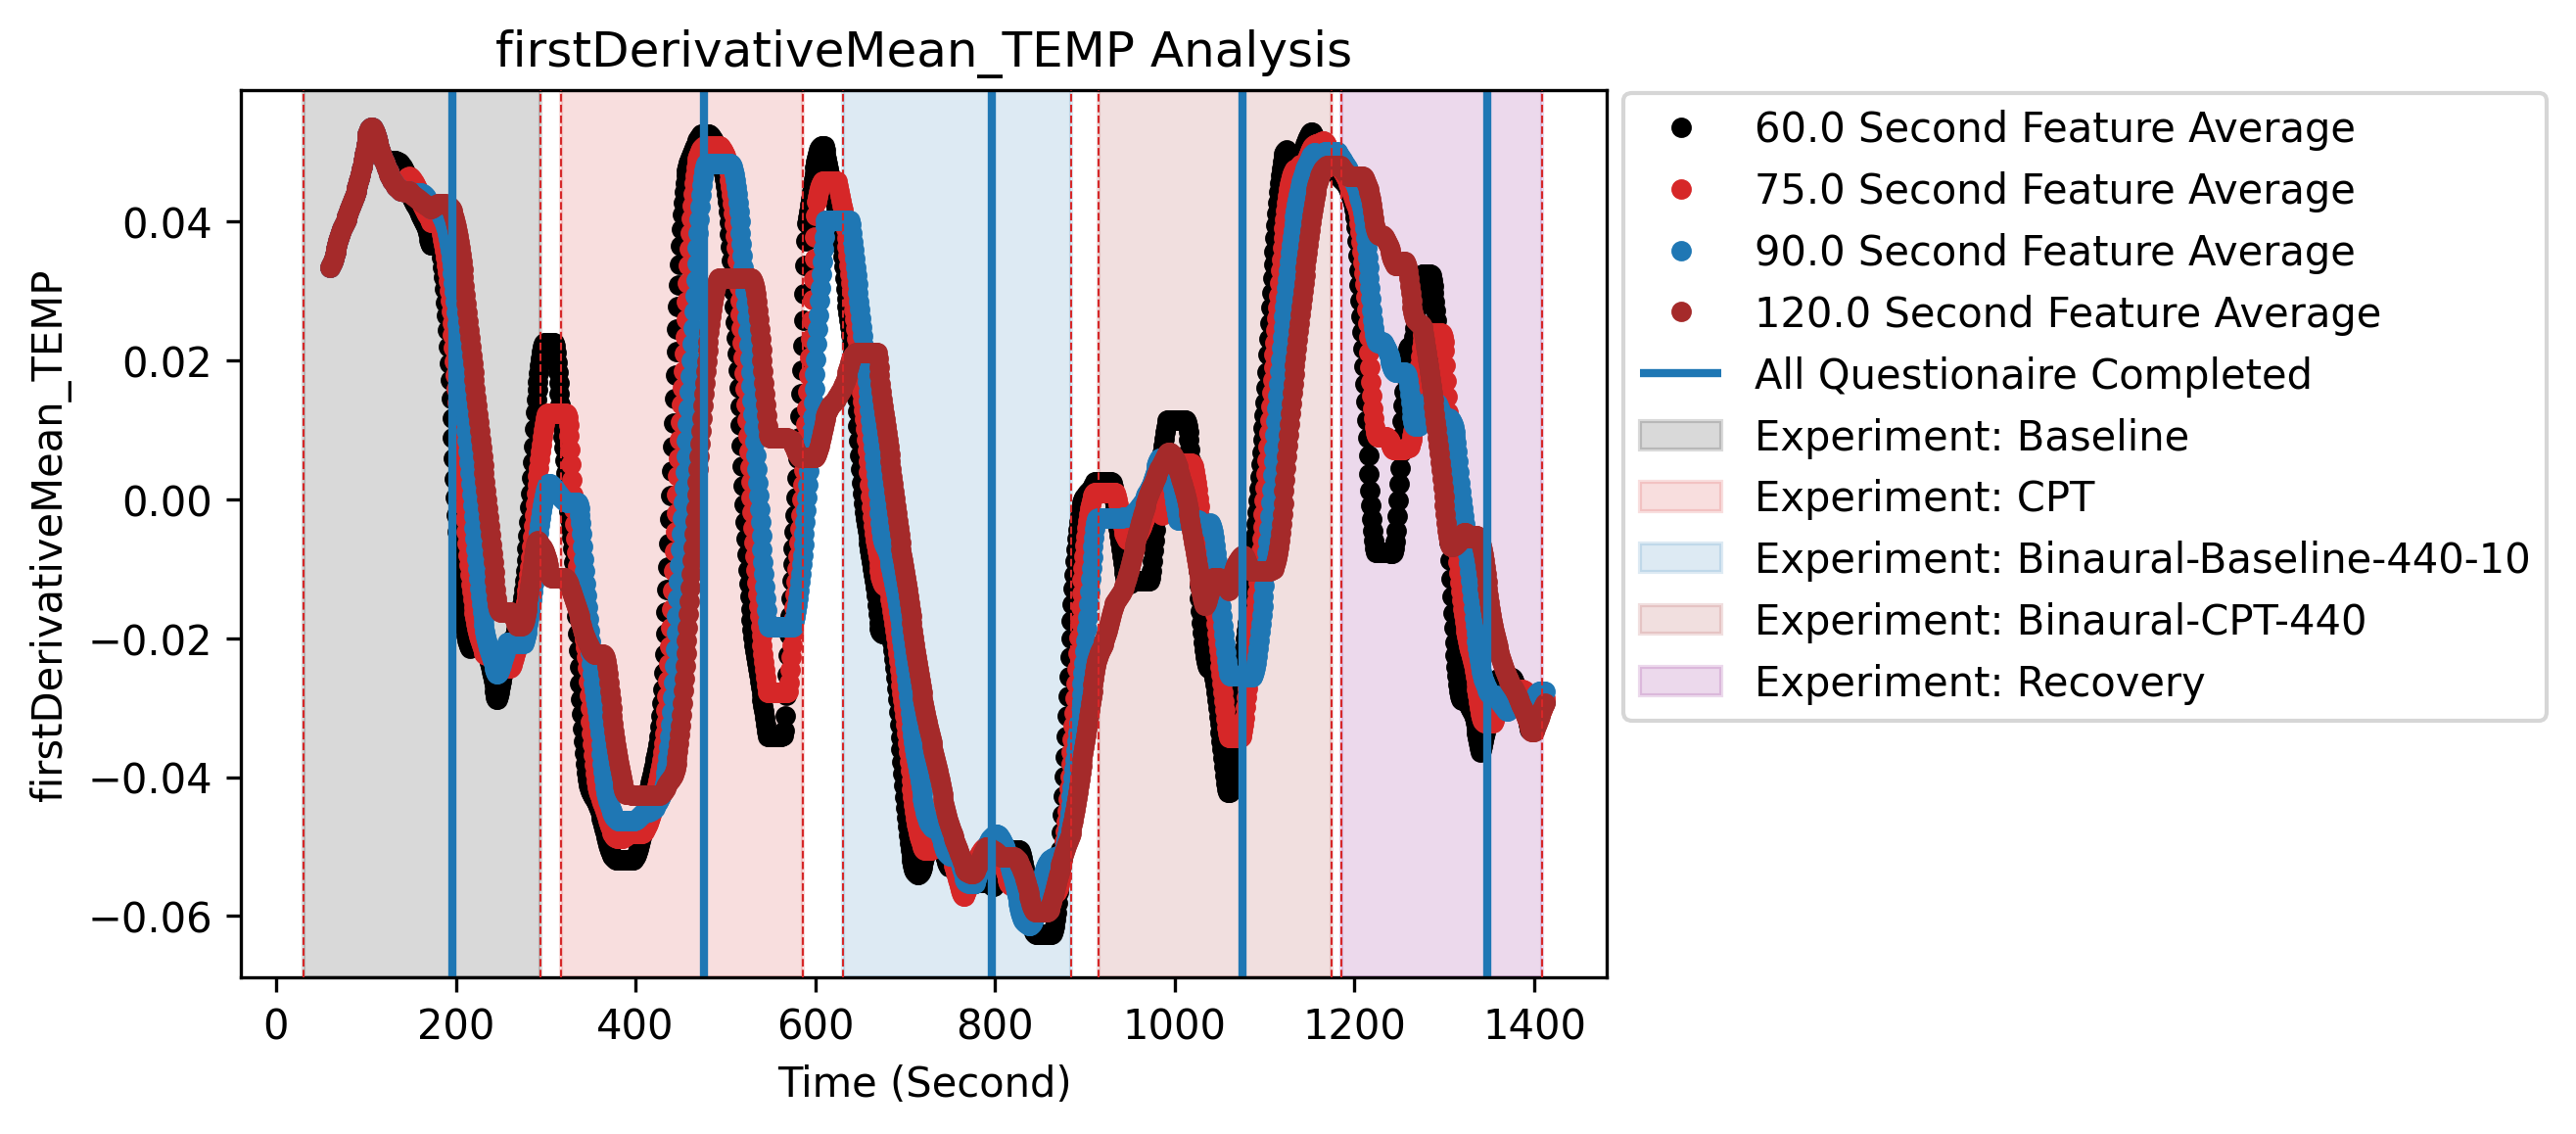 firstDerivativeMean_TEMP Analysis
firstDerivativeMean_TEMP
0.04
0.02
0.00
−0.02
−0.04
−0.06
0 200 400 600 800 1000 1200 1400
Time (Second)
60.0 Second Feature Average
75.0 Second Feature Average
90.0 Second Feature Average
120.0 Second Feature Average
All Questionaire Completed
Experiment: Baseline
Experiment: CPT
Experiment: Binaural-Baseline-440-10
Experiment: Binaural-CPT-440
Experiment: Recovery